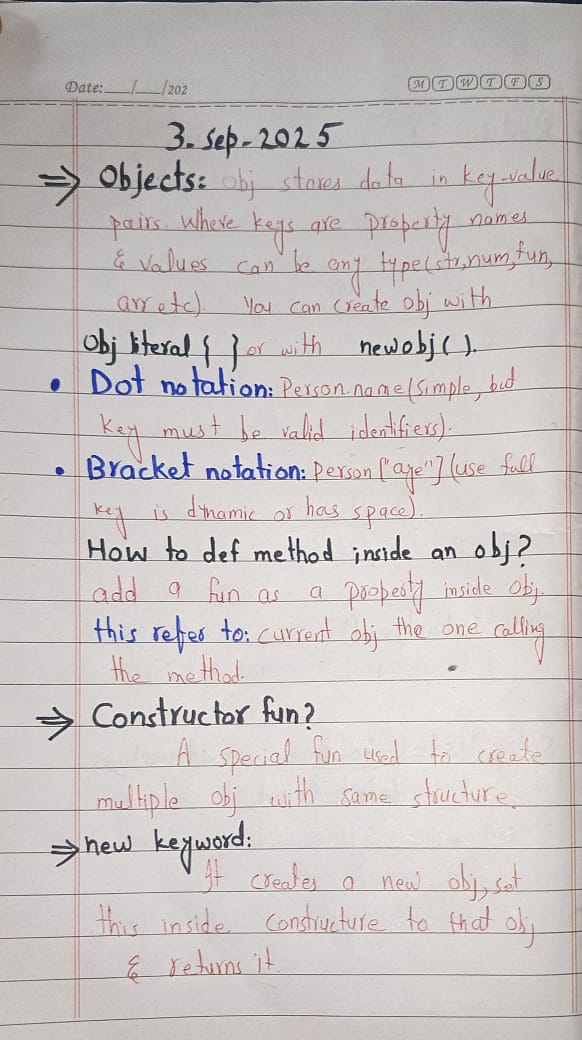 Date:__/__/202
M T W T F S
3. Sep-2025
⇒ Objects: obj stores data in key-value
pairs. Where keys are property names
& values can be any type(str,num,fun,
arr etc). You can create obj with
Obj literal { } or with new obj ( ).
• Dot notation: Person.name(Simple, but
key must be valid identifiers).
• Bracket notation: Person ["age"] (use full
key is dynamic or has space).
How to def method inside an obj?
add a fun as a property inside obj.
this refer to: current obj the one calling
the method.
⇒ Constructor fun?
A special fun used to create
multiple obj with same structure.
⇒ new keyword:
It creates a new obj, set
this inside constructure to that obj
& returns it.